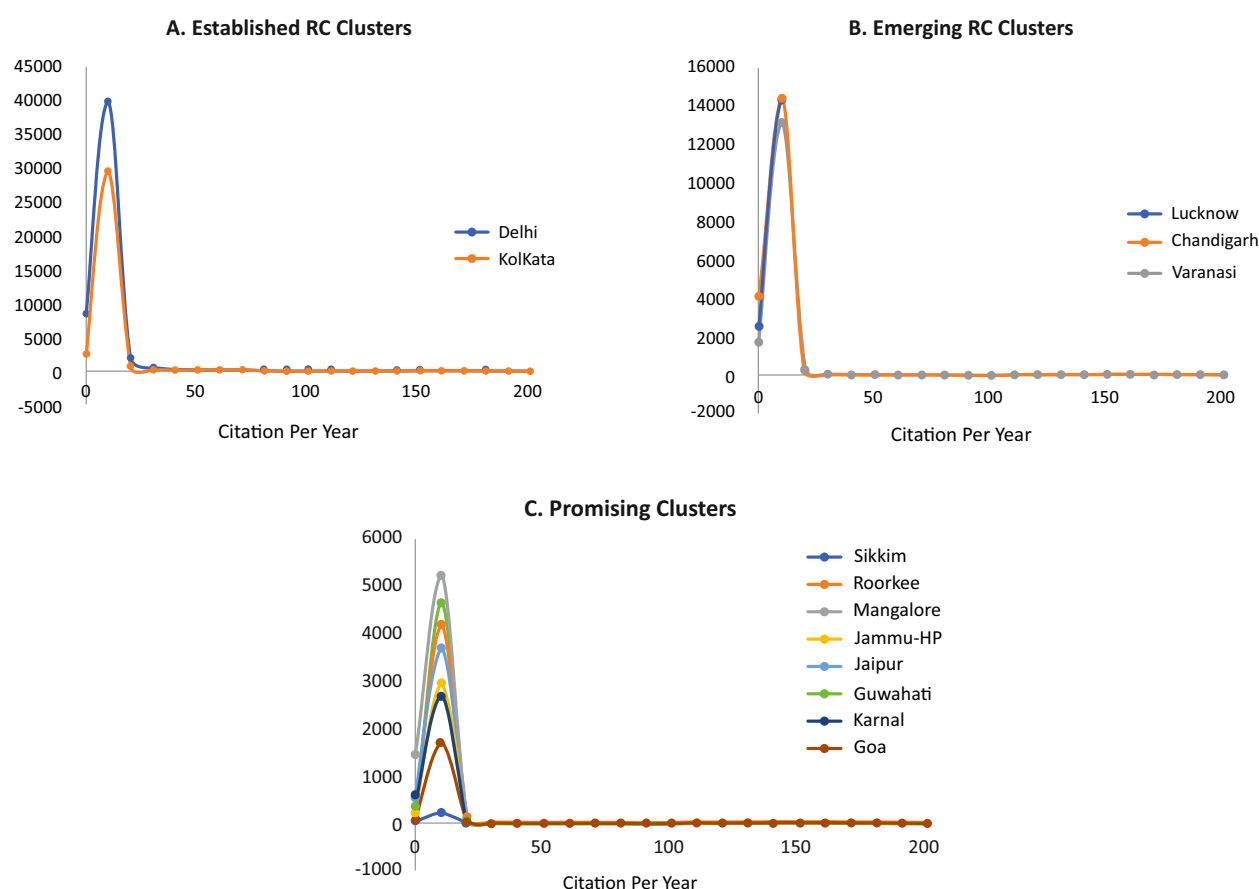 A. Established RC Clusters
45000
40000
35000
30000
25000
20000
15000
10000
5000
0
-5000
0
50
100
150
200
Citation Per Year
Delhi
KolKata
B. Emerging RC Clusters
16000
14000
12000
10000
8000
6000
4000
2000
0
-2000
0
50
100
150
200
Citation Per Year
Lucknow
Chandigarh
Varanasi
C. Promising Clusters
6000
5000
4000
3000
2000
1000
0
-1000
0
50
100
150
200
Citation Per Year
Sikkim
Roorkee
Mangalore
Jammu-HP
Jaipur
Guwahati
Karnal
Goa